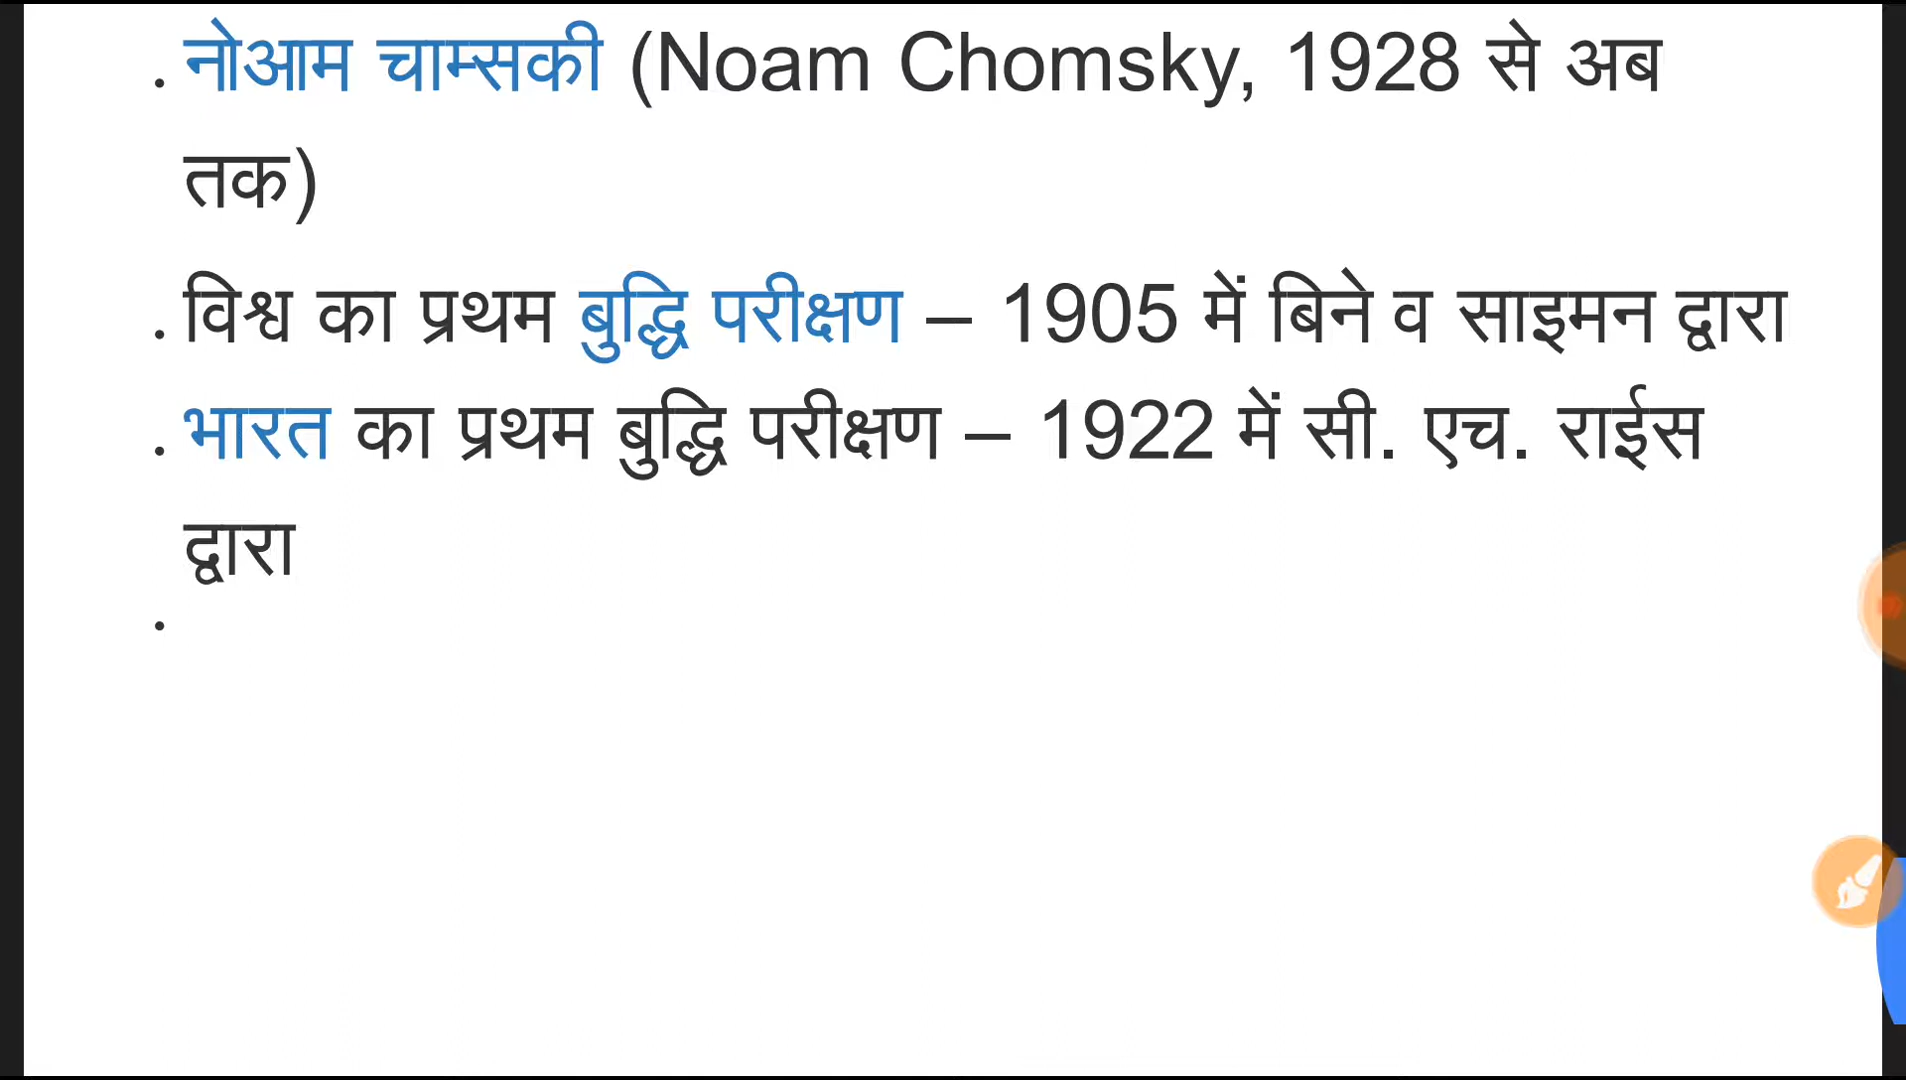 . नोआम चाम्सकी (Noam Chomsky, 1928 से अब
तक)
. विश्व का प्रथम बुद्धि परीक्षण – 1905 में बिने व साइमन द्वारा
. भारत का प्रथम बुद्धि परीक्षण – 1922 में सी. एच. राईस
द्वारा
.